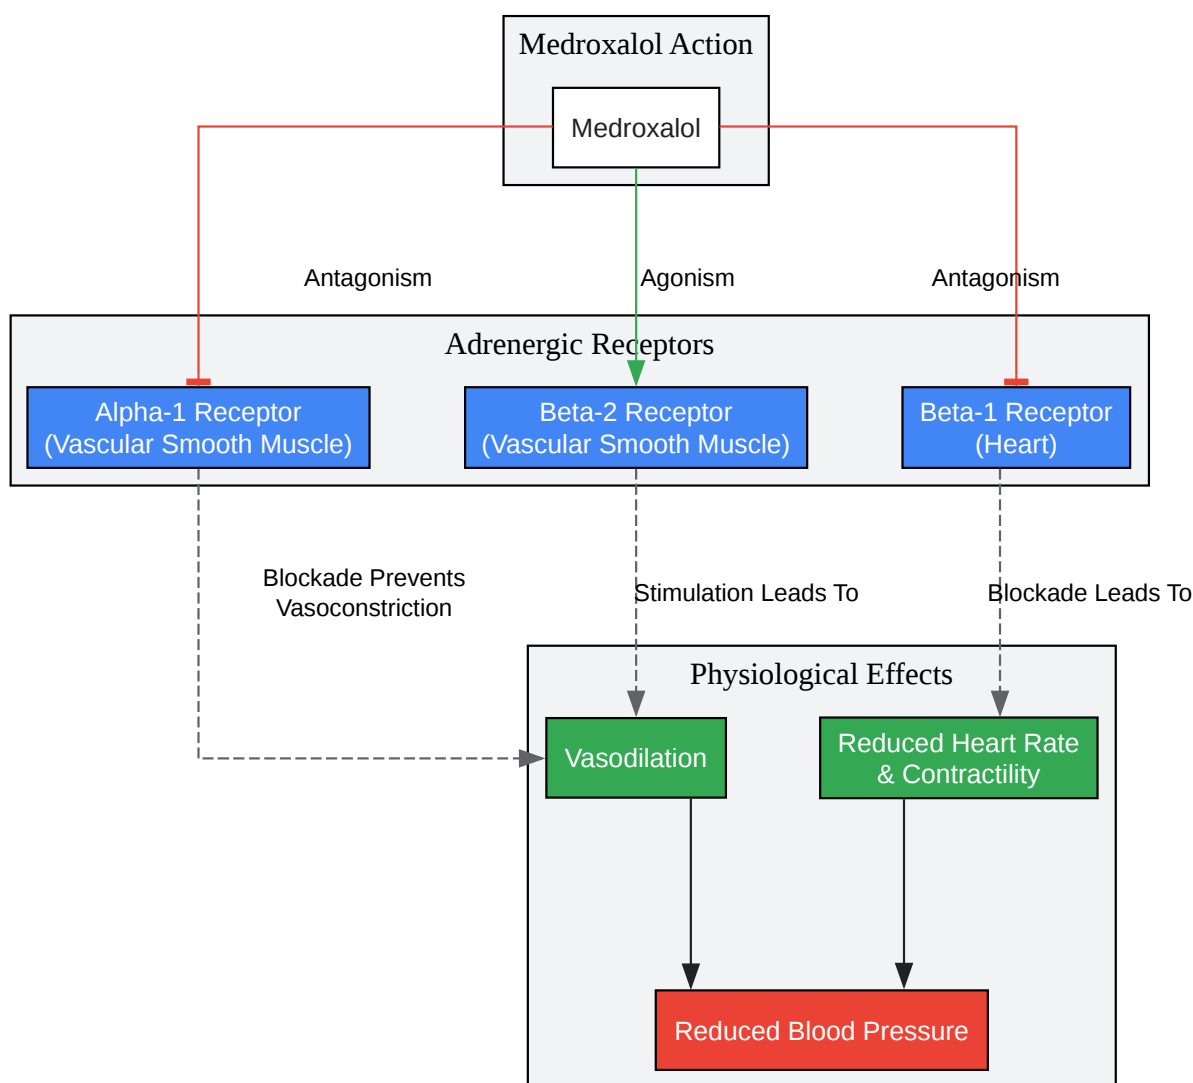 Medroxalol Action
Medroxalol
Antagonism
Agonism
Antagonism
Adrenergic Receptors
Alpha-1 Receptor
(Vascular Smooth Muscle)
Beta-2 Receptor
(Vascular Smooth Muscle)
Beta-1 Receptor
(Heart)
Blockade Prevents
Vasoconstriction
Stimulation Leads To
Blockade Leads To
Physiological Effects
Vasodilation
Reduced Heart Rate
& Contractility
Reduced Blood Pressure